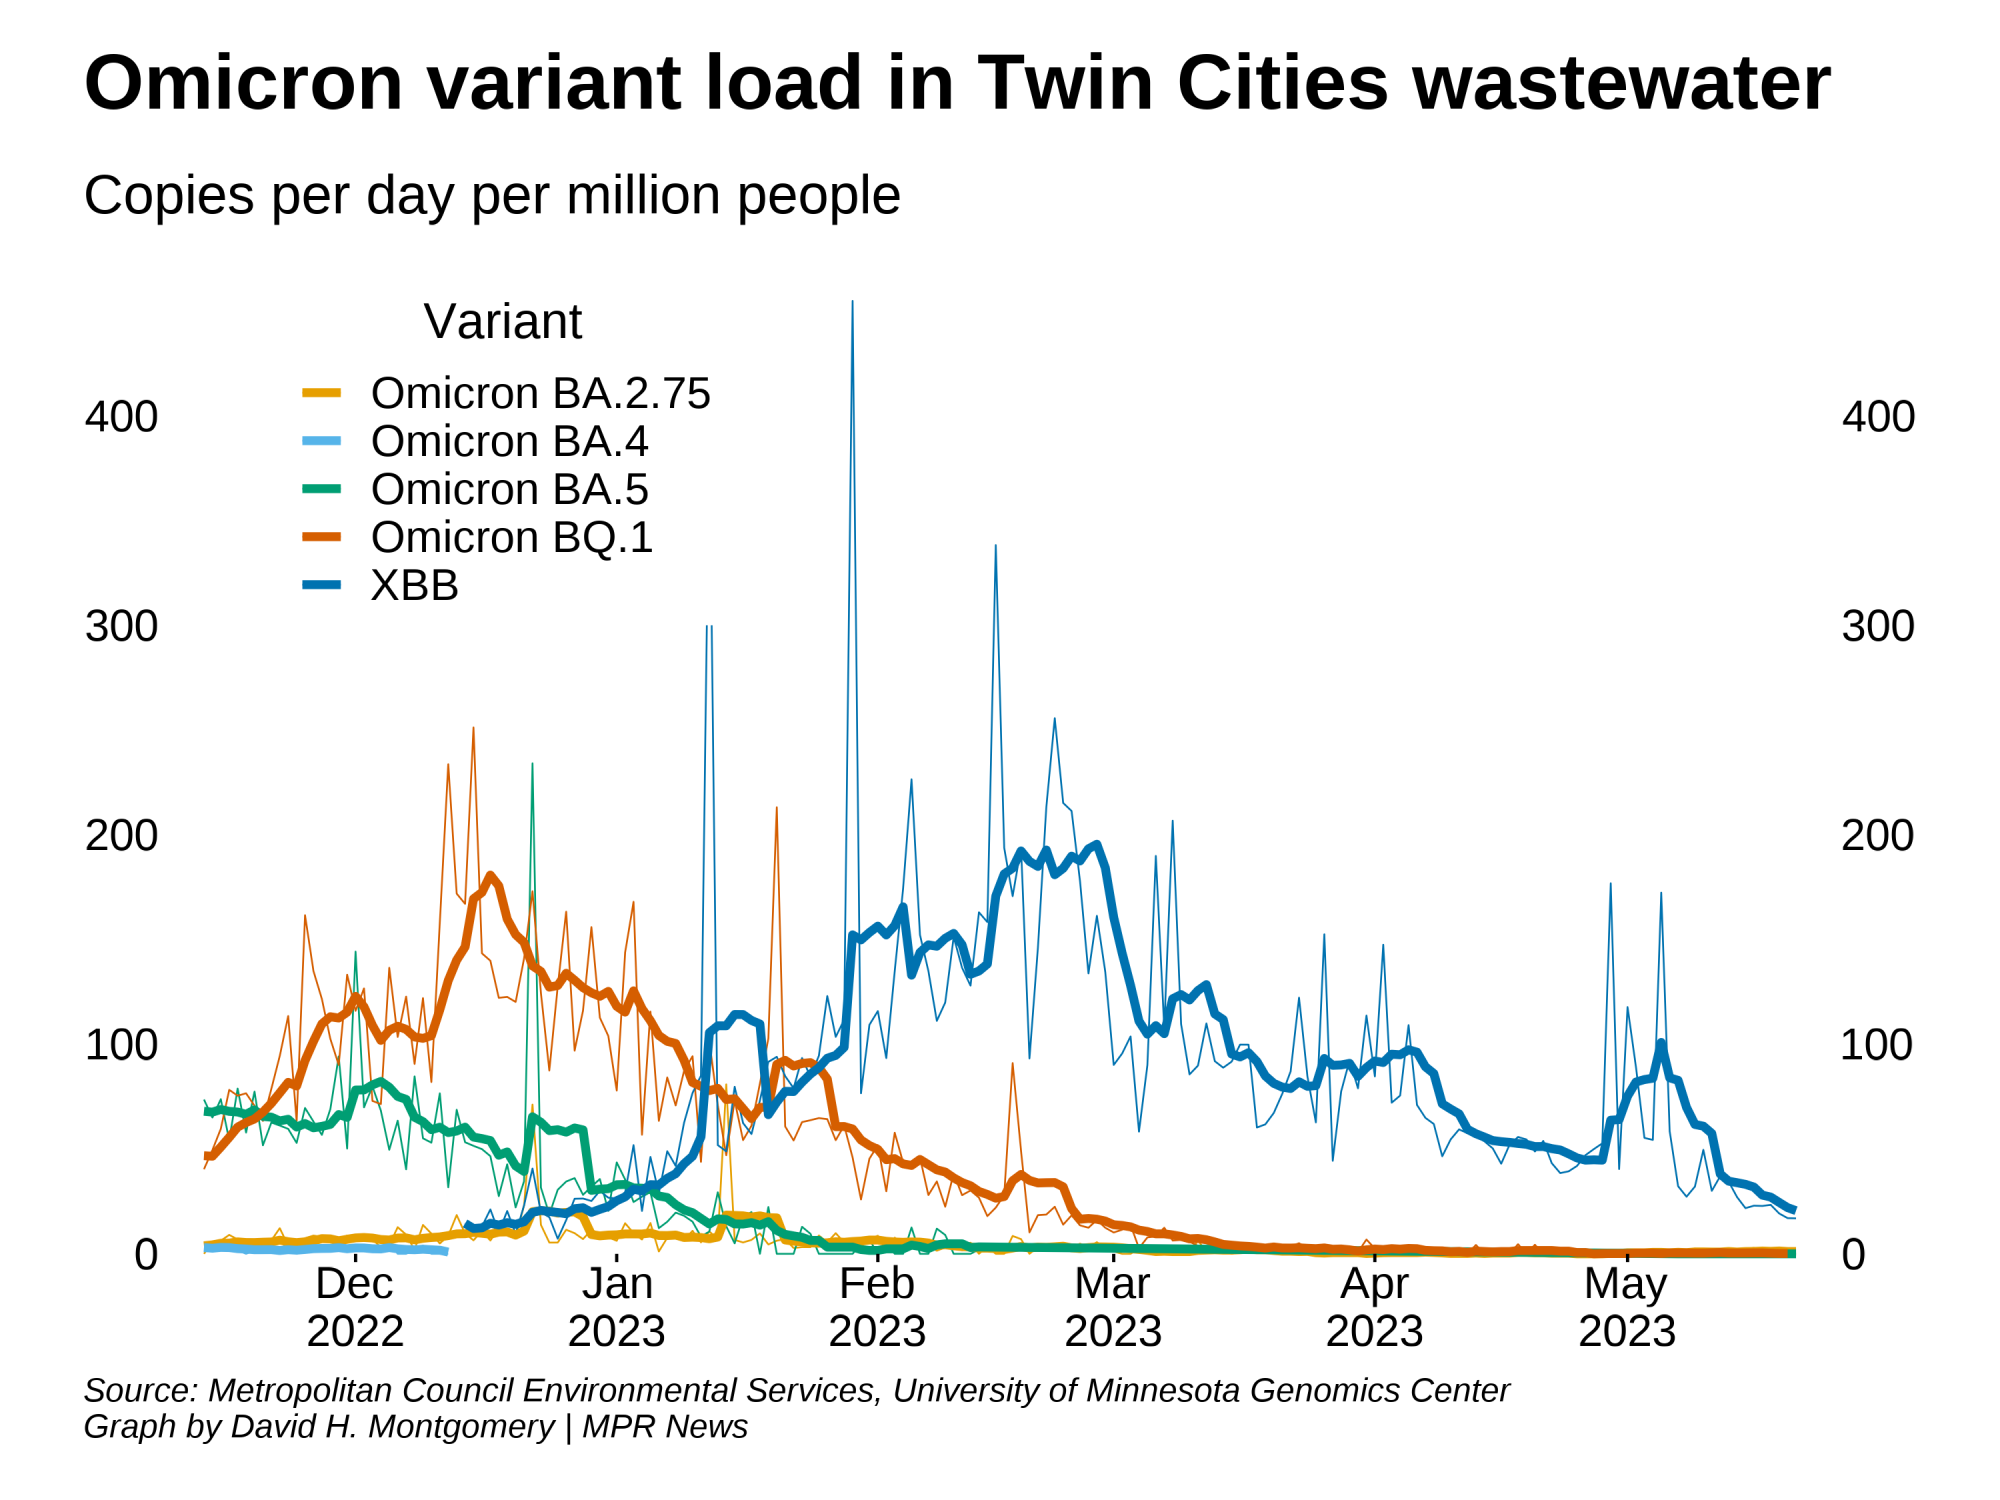 Omicron variant load in Twin Cities wastewater
Copies per day per million people
Variant
Omicron BA.2.75
Omicron BA.4
Omicron BA.5
Omicron BQ.1
XBB
400 400
300 300
200 200
100 100
0 0
Dec Jan Feb Mar Apr May
2022 2023 2023 2023 2023 2023
Source: Metropolitan Council Environmental Services, University of Minnesota Genomics Center
Graph by David H. Montgomery | MPR News